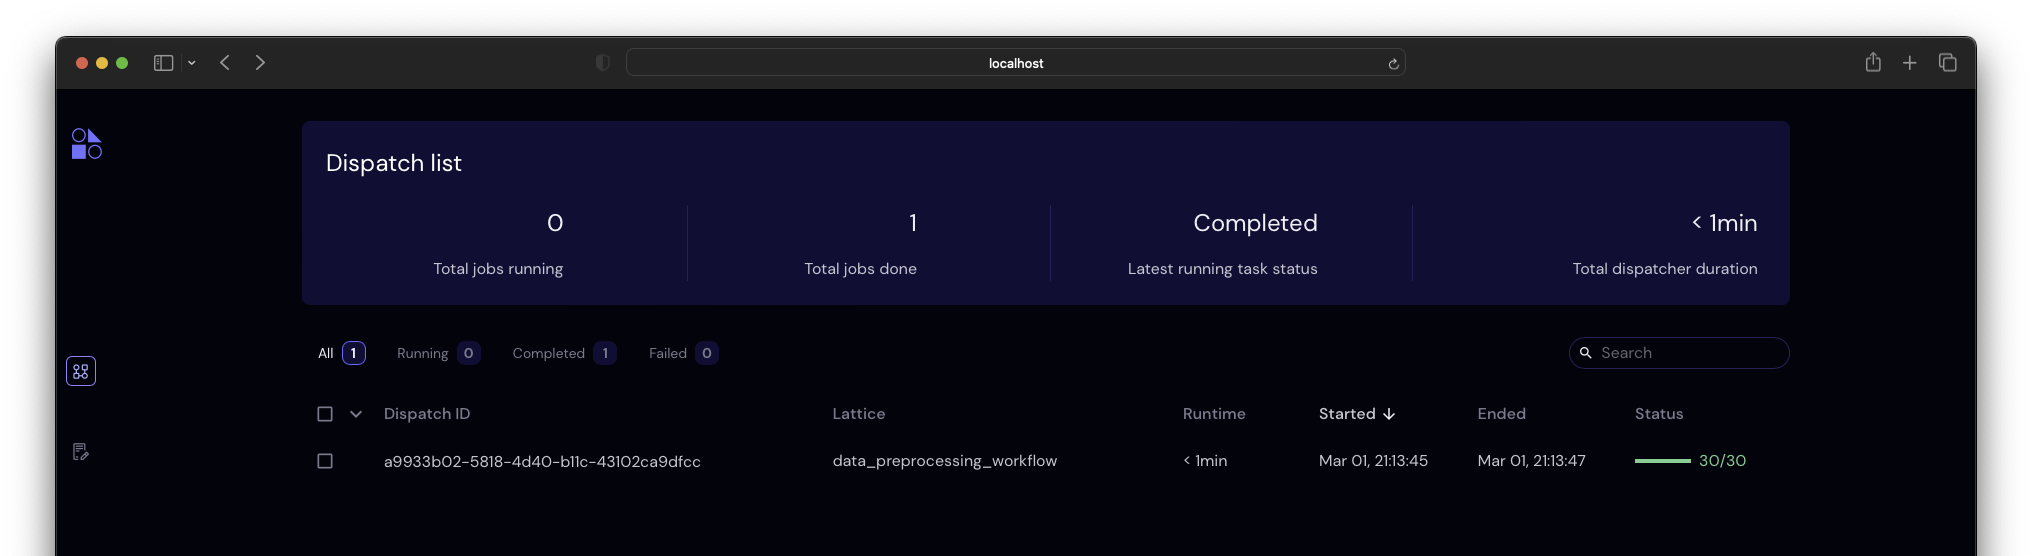 localhost
Dispatch list
0 1 Completed < 1min
Total jobs running Total jobs done Latest running task status Total dispatcher duration
All 1 Running 0 Completed 1 Failed 0 Search
Dispatch ID Lattice Runtime Started Ended Status
a9933b02-5818-4d40-b11c-43102ca9dfcc data_preprocessing_workflow < 1min Mar 01, 21:13:45 Mar 01, 21:13:47 30/30